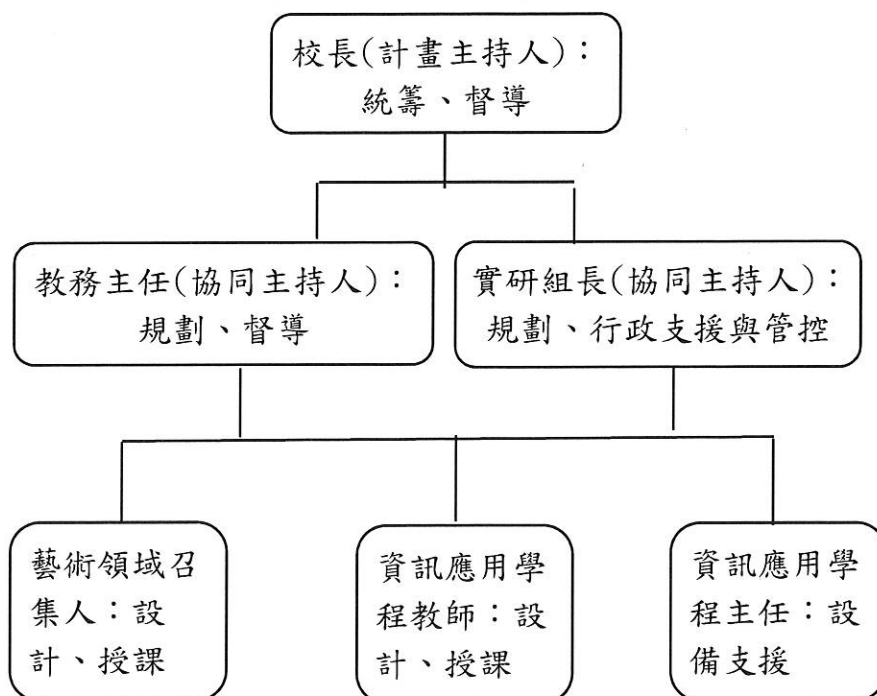 校長(計畫主持人)：
統籌、督導
教務主任(協同主持人)：
規劃、督導
實研組長(協同主持人)：
規劃、行政支援與管控
藝術領域召
集人：設
計、授課
資訊應用學
程教師：設
計、授課
資訊應用學
程主任：設
備支援